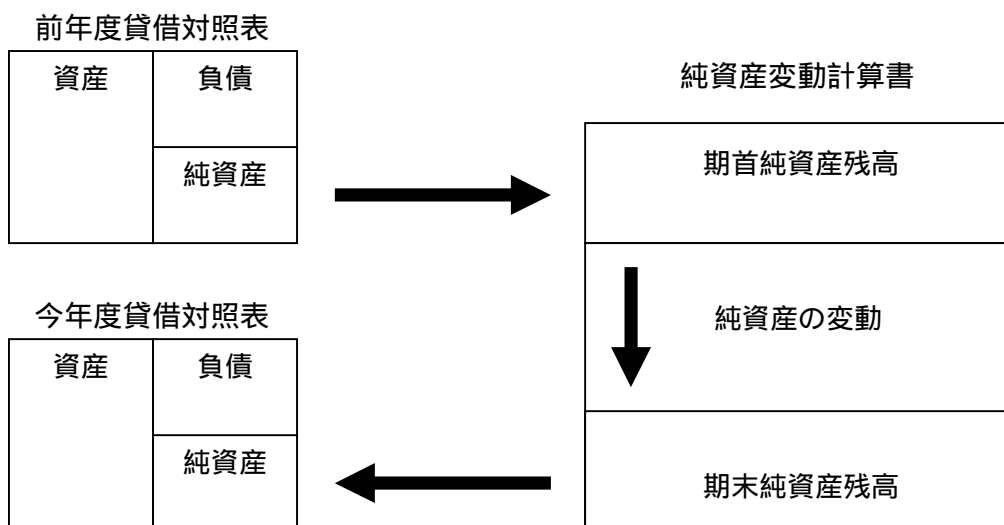 前年度貸借対照表
資産
負債
純資産
今年度貸借対照表
資産
負債
純資産
純資産変動計算書
期首純資産残高
純資産の変動
期末純資産残高